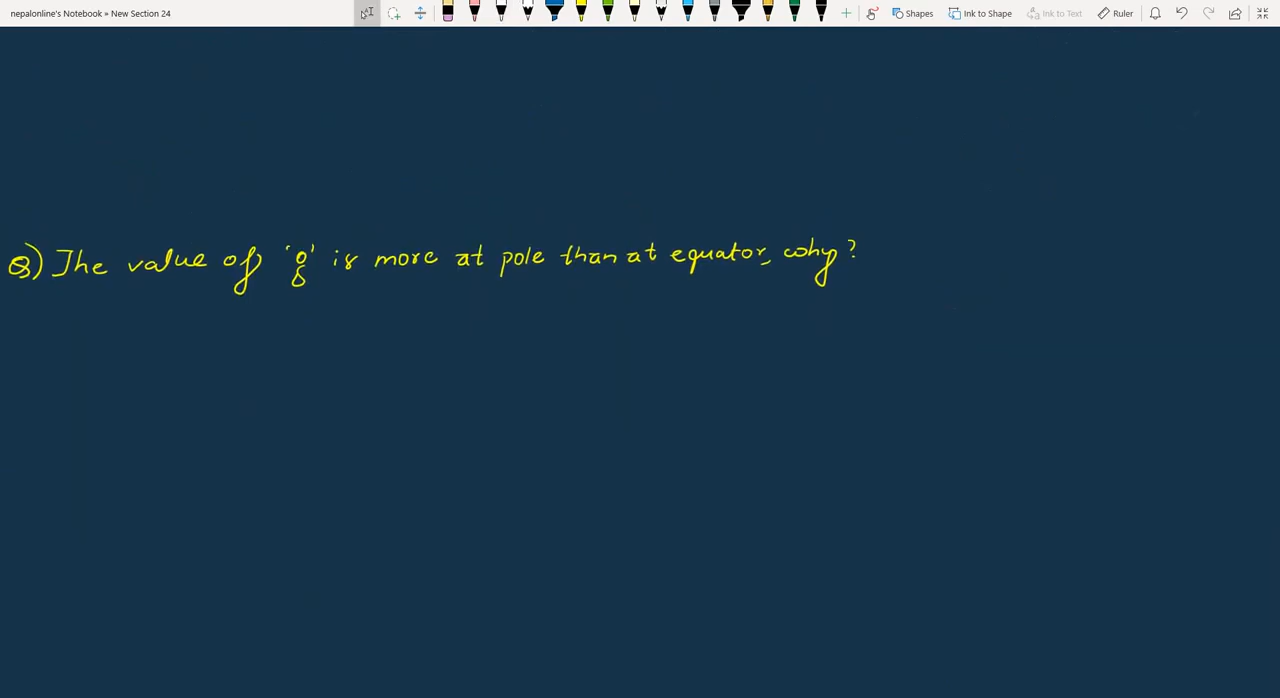 nepalonline's Notebook » New Section 24
Shapes Ink to Shape Ink to Text Ruler
Q) The value of 'g' is more at pole than at equator, why?